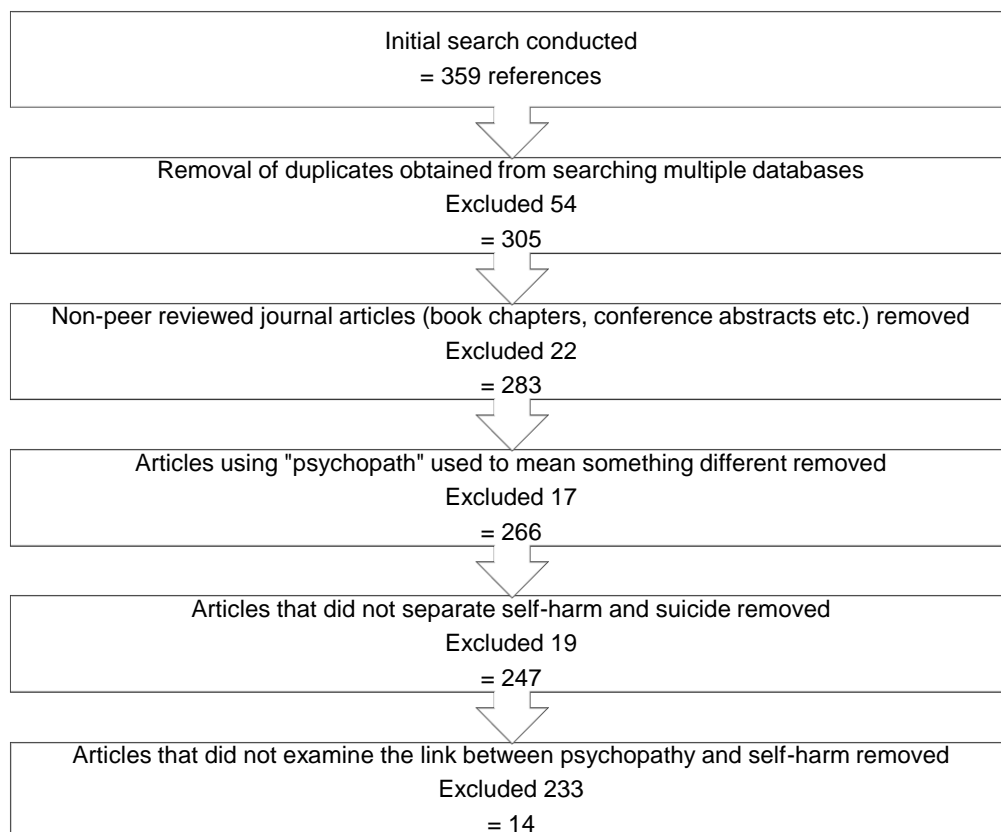 Initial search conducted
= 359 references
Removal of duplicates obtained from searching multiple databases
Excluded 54
= 305
Non-peer reviewed journal articles (book chapters, conference abstracts etc.) removed
Excluded 22
= 283
Articles using "psychopath" used to mean something different removed
Excluded 17
= 266
Articles that did not separate self-harm and suicide removed
Excluded 19
= 247
Articles that did not examine the link between psychopathy and self-harm removed
Excluded 233
= 14